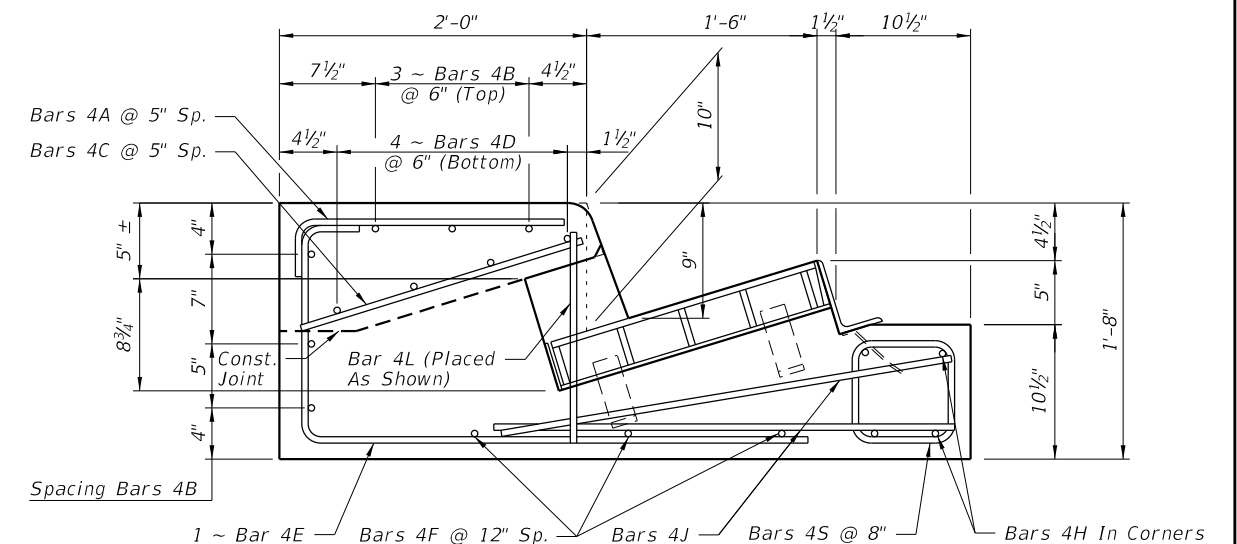 2'-0"
1'-6"
1½"
10½"
7½"
3 ~ Bars 4B
@ 6" (Top)
4½"
Bars 4A @ 5" Sp.
10"
4½"
4 ~ Bars 4D
@ 6" (Bottom)
1½"
Bars 4C @ 5" Sp.
5" ±
4"
9"
4½"
7"
5"
1'-8"
8¾"
Const.
Joint
Bar 4L (Placed
As Shown)
5"
10½"
4"
Spacing Bars 4B
1 ~ Bar 4E
Bars 4F @ 12" Sp.
Bars 4J
Bars 4S @ 8"
Bars 4H In Corners